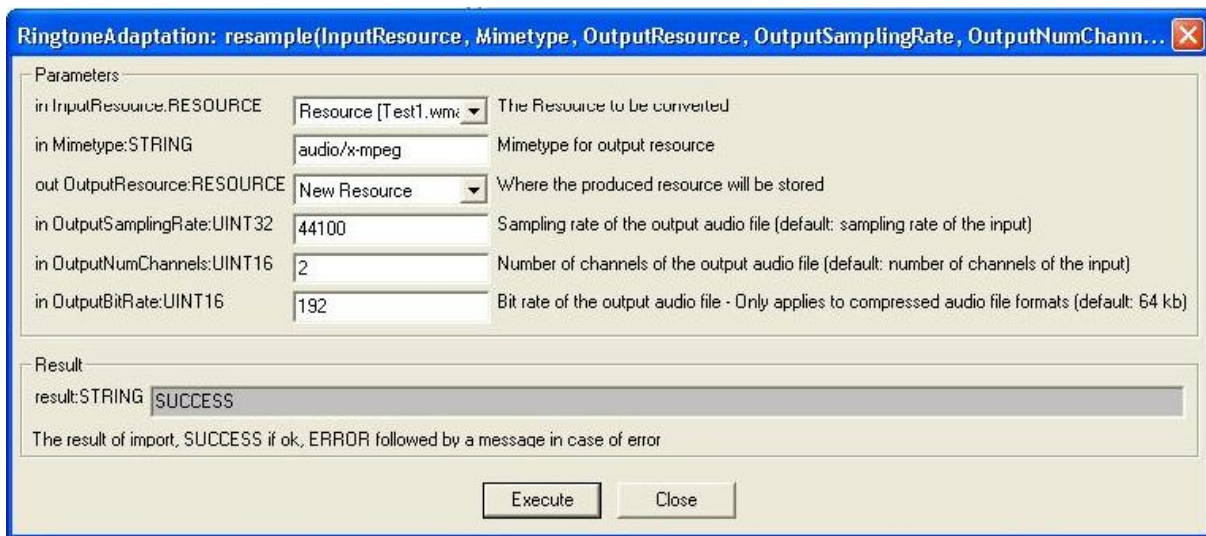 RingtoneAdaptation: resample(InputResource, Mimetype, OutputResource, OutputSamplingRate, OutputNumChann...
Parameters
in InputResource:RESOURCE Resource [Test1.wma The Resource to be converted
in Mimetype:STRING audio/x-mpeg Mimetype for output resource
out OutputResource:RESOURCE New Resource Where the produced resource will be stored
in OutputSamplingRate:UINT32 44100 Sampling rate of the output audio file (default: sampling rate of the input)
in OutputNumChannels:UINT16 2 Number of channels of the output audio file (default: number of channels of the input)
in OutputBitRate:UINT16 192 Bit rate of the output audio file - Only applies to compressed audio file formats (default: 64 kb)
Result
result:STRING SUCCESS
The result of import, SUCCESS if ok, ERROR followed by a message in case of error
Execute Close